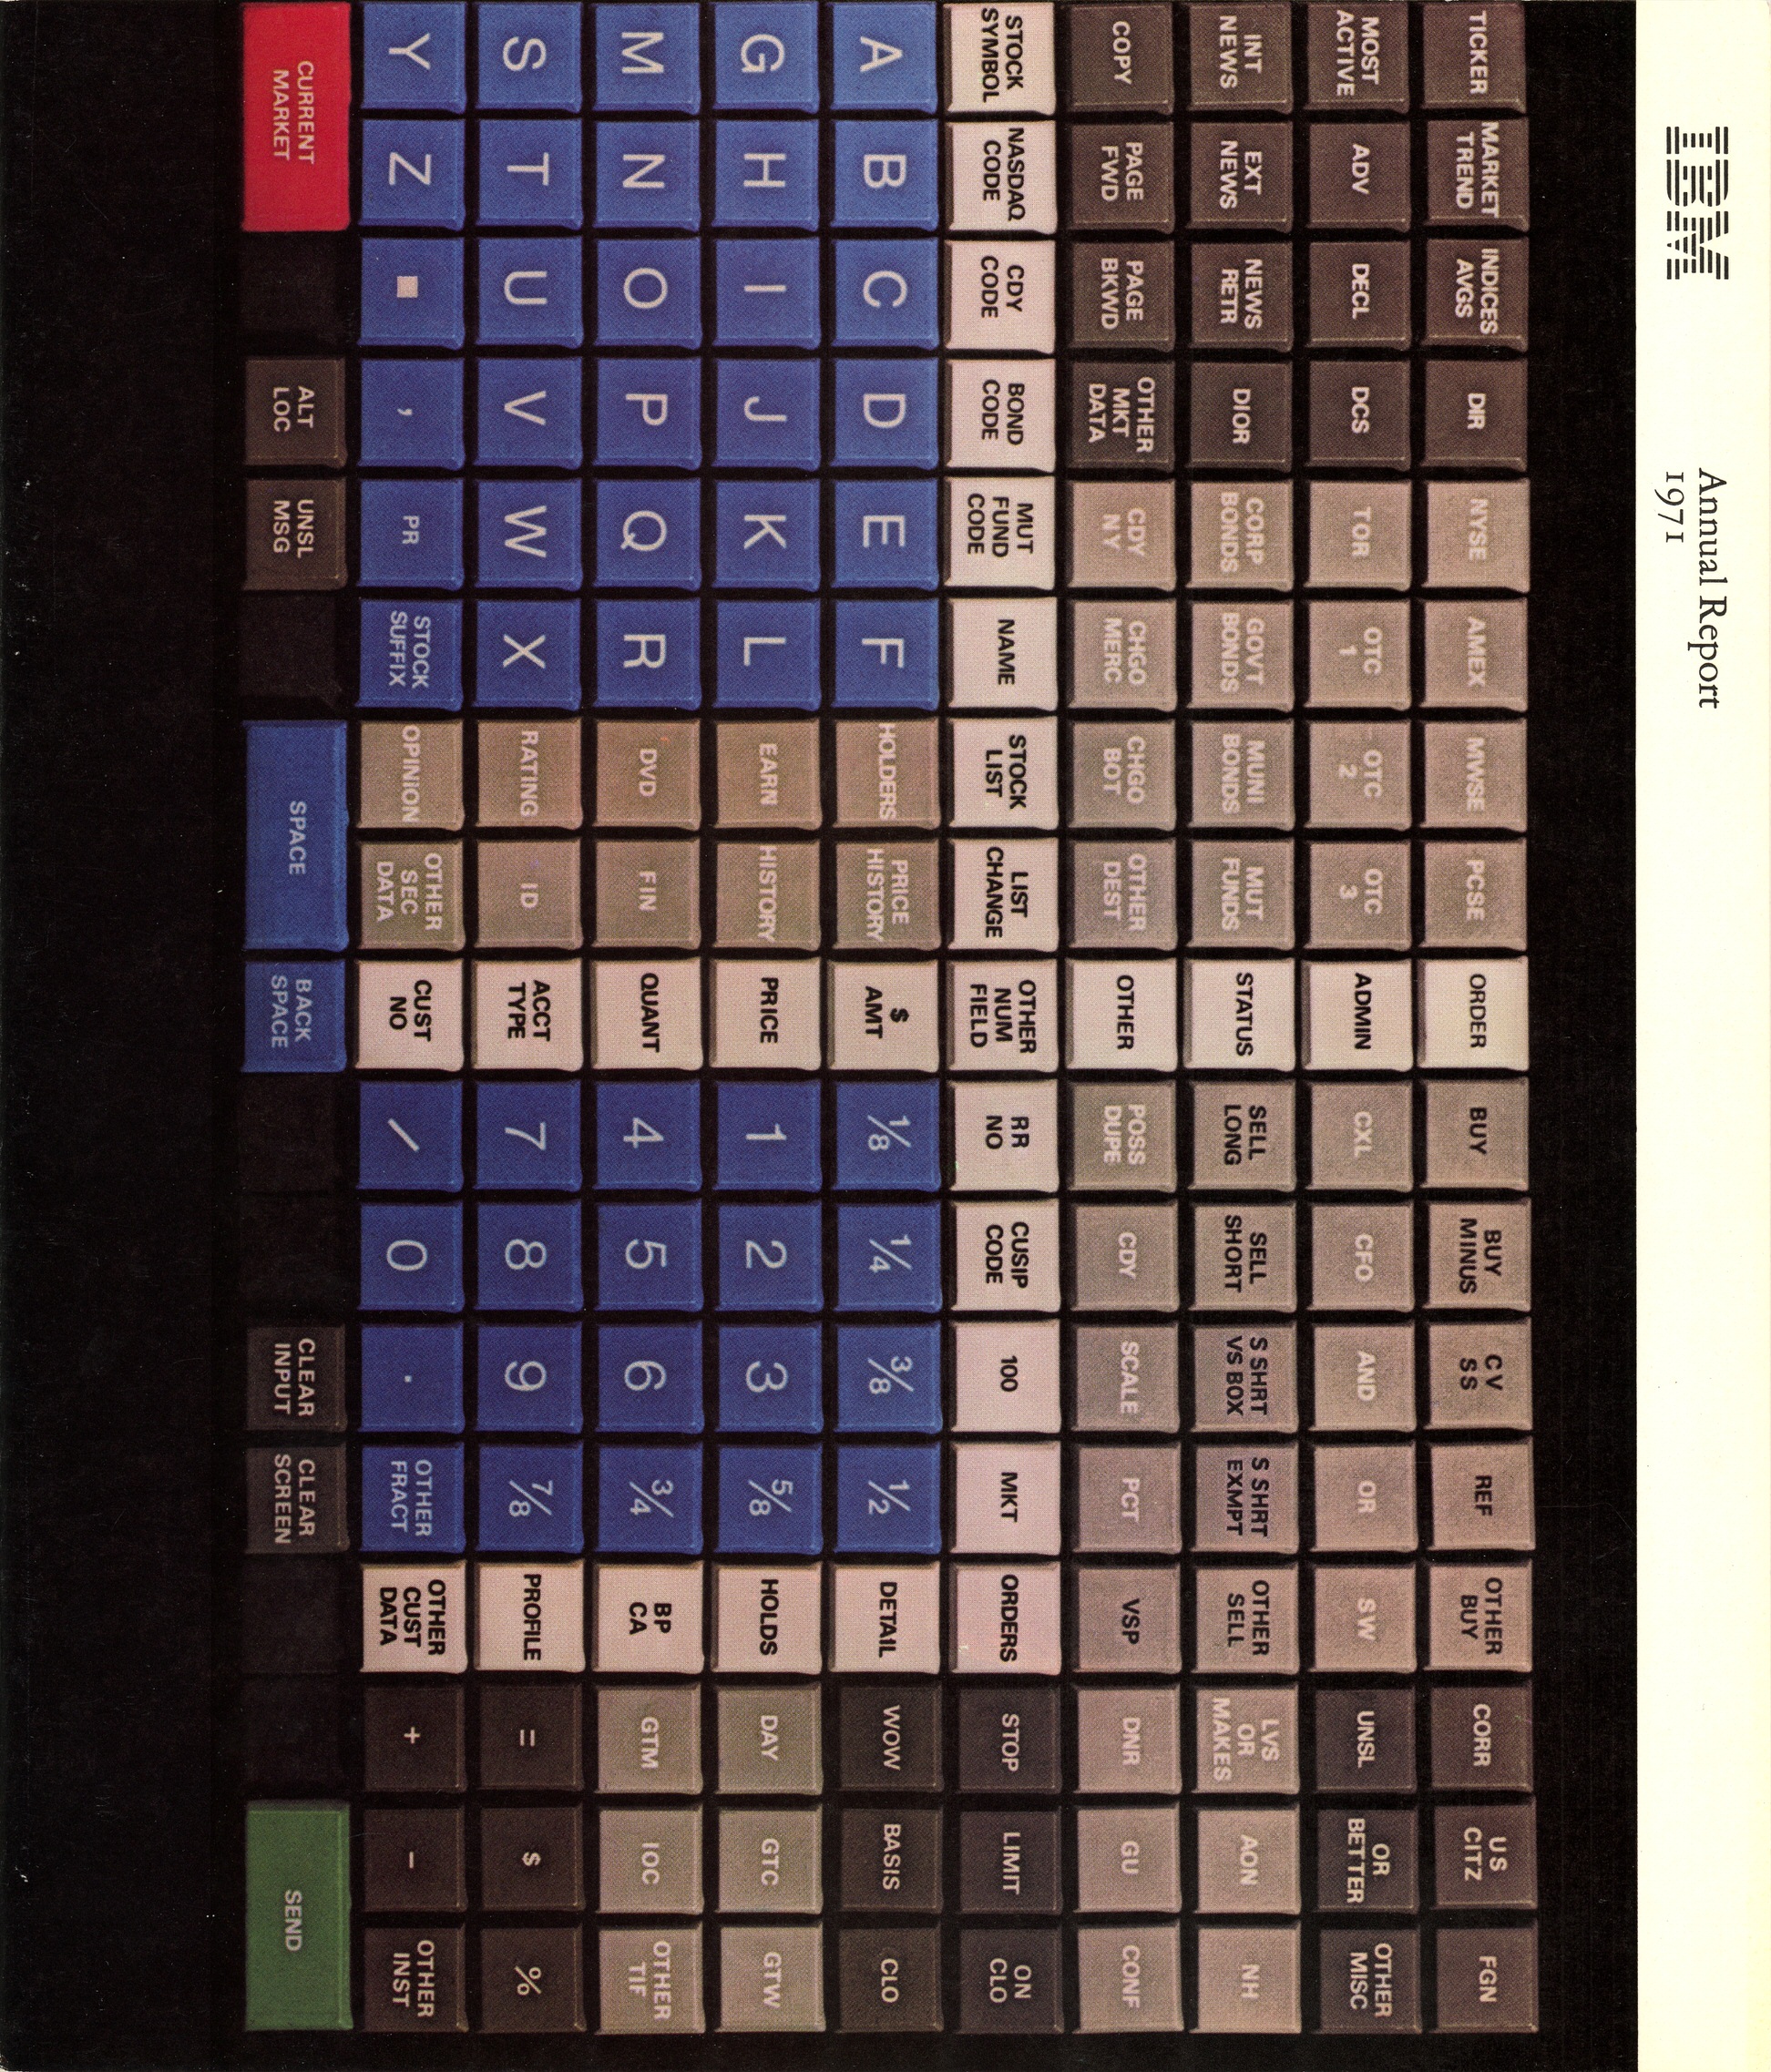 IBM
Annual Report
1971
TICKER MARKET TREND INDICES AVGS DIR NYSE AMEX MWSE PCSE ORDER BUY BUY MINUS CV SS REF OTHER BUY CORR US CITZ FGN
MOST ACTIVE ADV DECL DCS TOR OTC 1 OTC 2 OTC 3 ADMIN CXL CFO AND OR SW UNSL OR BETTER OTHER MISC
INT NEWS EXT NEWS NEWS RETR DIOR CORP BONDS GOVT BONDS MUNI BONDS MUT FUNDS STATUS SELL LONG SELL SHORT S SHRT VS BOX S SHRT EXMPT OTHER SELL LVS OR MAKES AON NH
COPY PAGE FWD PAGE BKWD OTHER MKT DATA CDY NY CHGO MERC CHGO BOT OTHER DEST OTHER POSS DUPE CDY SCALE PCT VSP DNR GU CONF
STOCK SYMBOL NASDAQ CODE CDY CODE BOND CODE MUT FUND CODE NAME STOCK LIST LIST CHANGE OTHER NUM FIELD RR NO CUSIP CODE 100 MKT ORDERS STOP LIMIT ON CLO
A B C D E F HOLDERS PRICE HISTORY $ AMT 1/8 1/4 3/8 1/2 DETAIL WOW BASIS CLO
G H I J K L EARN HISTORY PRICE 1 2 3 5/8 HOLDS DAY GTC GTW
M N O P Q R DVD FIN QUANT 4 5 6 3/4 BP CA GTM IOC OTHER TIF
S T U V W X RATING ID ACCT TYPE 7 8 9 7/8 PROFILE = $ %
Y Z ■ , PR STOCK SUFFIX OPINION OTHER SEC DATA CUST NO / 0 . OTHER FRACT OTHER CUST DATA + − OTHER INST
CURRENT MARKET ALT LOC UNSL MSG SPACE BACK SPACE CLEAR INPUT CLEAR SCREEN SEND